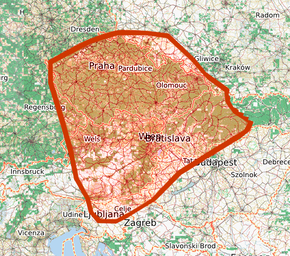 Dresden
Radom
Gliwice
Praha
Pardubice
Kraków
Olomouc
Regensburg
Wels
Wien
Bratislava
Budapest
Debrece
Innsbruck
Szolnok
Celje
Udine
Ljubljana
Zagreb
Vicenza
Slavonski Brod